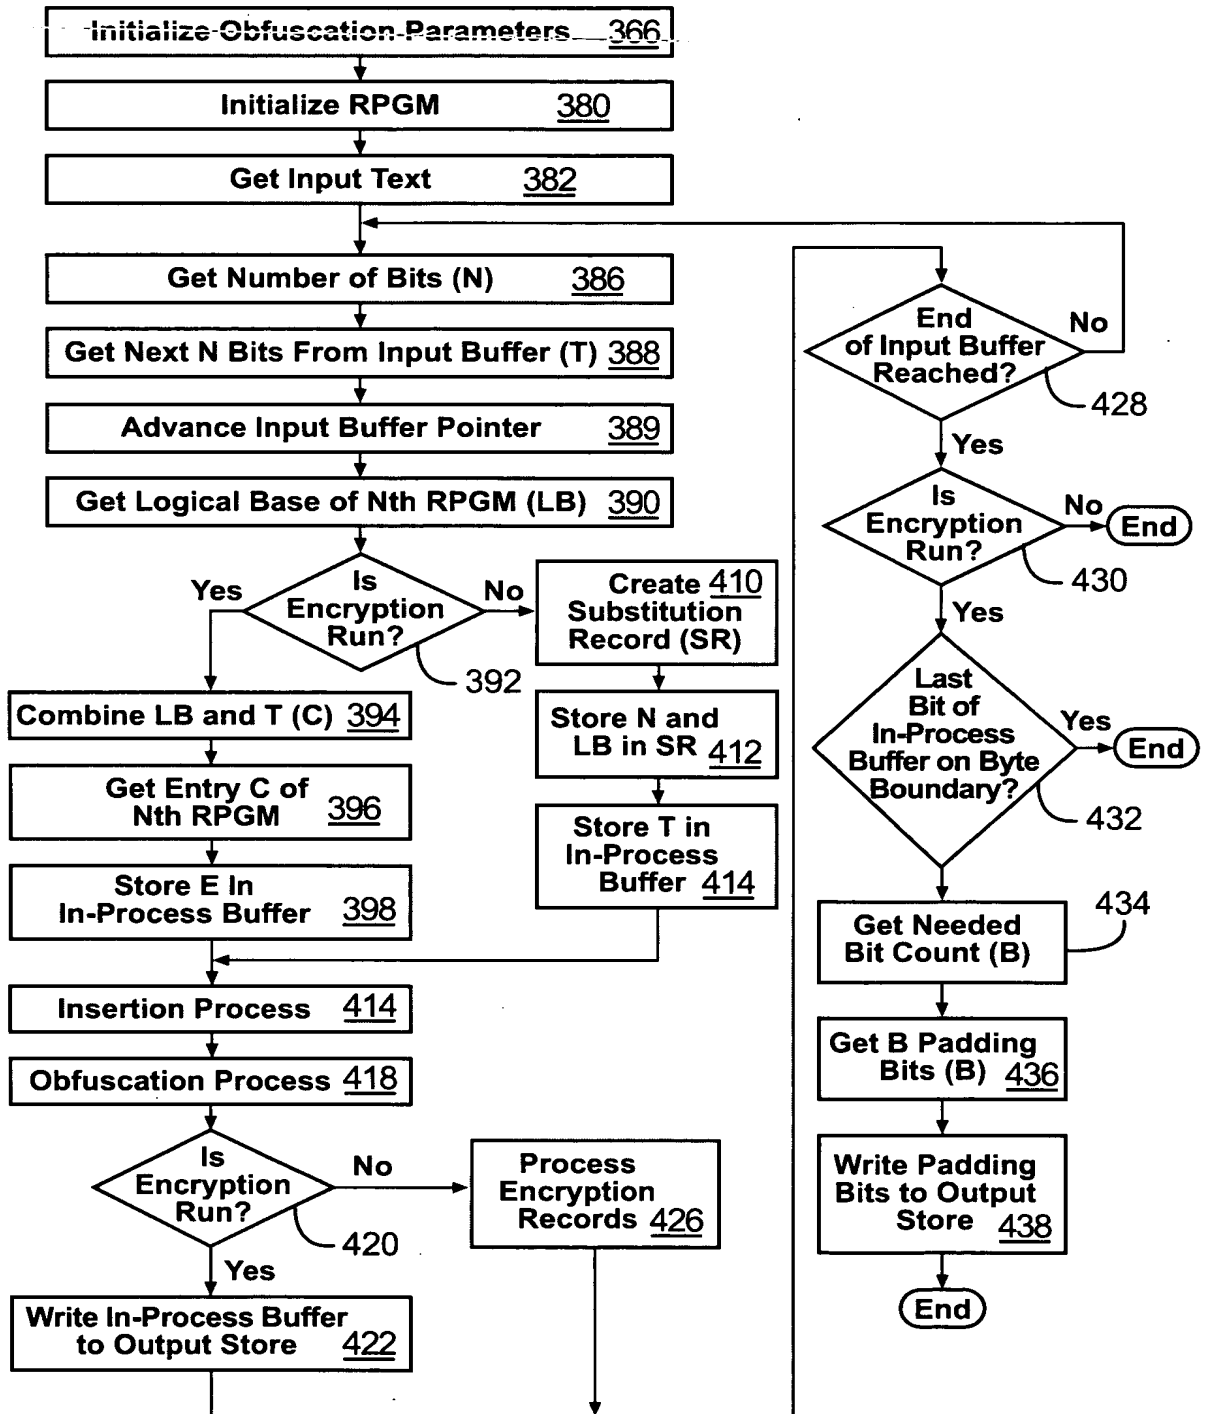 Initialize Obfuscation Parameters 366
Initialize RPGM 380
Get Input Text 382
Get Number of Bits (N) 386
Get Next N Bits From Input Buffer (T) 388
Advance Input Buffer Pointer 389
Get Logical Base of Nth RPGM (LB) 390
Is
Encryption
Run?
Yes
No
392
Combine LB and T (C) 394
Get Entry C of
Nth RPGM 396
Store E In
In-Process Buffer 398
Create 410
Substitution
Record (SR)
Store N and
LB in SR 412
Store T in
In-Process
Buffer 414
Insertion Process 414
Obfuscation Process 418
Is
Encryption
Run?
No
420
Yes
Process
Encryption
Records 426
Write In-Process Buffer
to Output Store 422
End
of Input Buffer
Reached?
No
428
Yes
Is
Encryption
Run?
No
End
430
Yes
Last
Bit of
In-Process
Buffer on Byte
Boundary?
Yes
End
432
434
Get Needed
Bit Count (B)
Get B Padding
Bits (B) 436
Write Padding
Bits to Output
Store 438
End